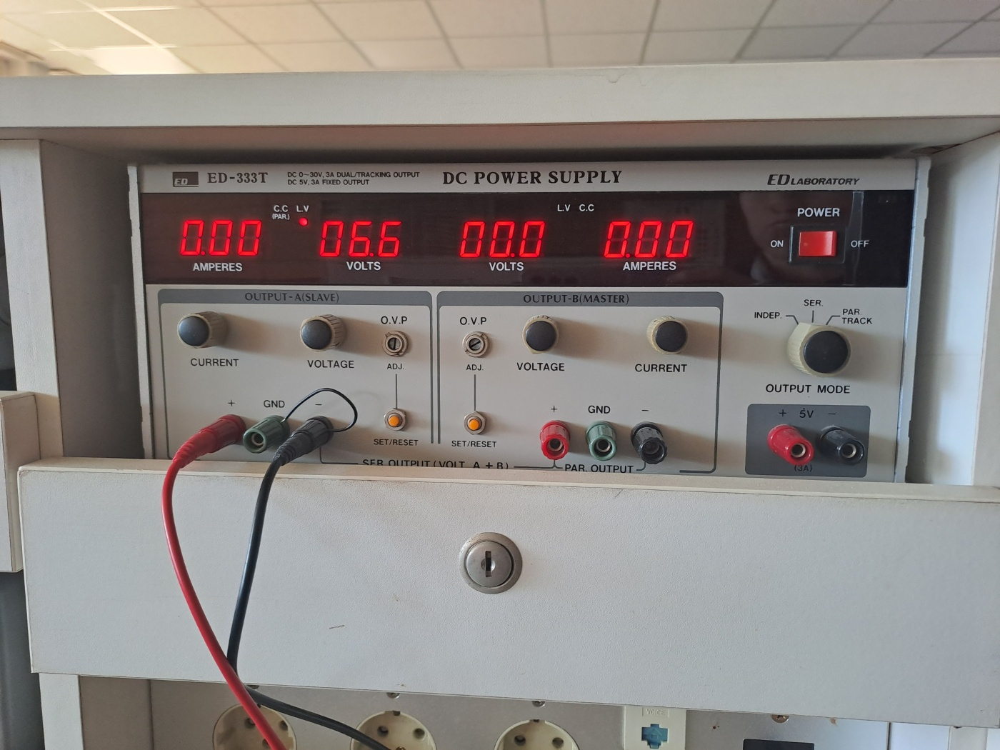 ED ED-333T
DC 0~30V, 3A DUAL/TRACKING OUTPUT
DC 5V, 3A FIXED OUTPUT
DC POWER SUPPLY
ED LABORATORY
C.C L.V
(PAR.)
L.V C.C
POWER
ON OFF
0.00 06.6 00.0 0.00
AMPERES VOLTS VOLTS AMPERES
OUTPUT-A(SLAVE)
OUTPUT-B(MASTER)
O.V.P
O.V.P
CURRENT VOLTAGE ADJ.
ADJ. VOLTAGE CURRENT
SER.
INDEP. PAR.
TRACK
OUTPUT MODE
+ GND −
SET/RESET
SET/RESET
+ GND −
+ 5V −
(3A)
SER OUTPUT (VOLT. A + B)
PAR. OUTPUT
VOICE